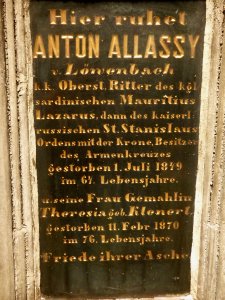 Hier ruhet
ANTON ALLASSY
v. Löwenbach
k.k. Oberst, Ritter des kgl
sardinischen Mauritius
Lazarus, dann des kaiserl:
russischen St. Stanislaus
Ordens mit der Krone, Besitzer
des Armenkreuzes
gestorben 1. Juli 1849
im 64. Lebensjahre.
u. seine Frau Gemahlin
Theresia geb. Klenert.
gestorben 11. Febr 1870
im 76. Lebensjahre.
Friede ihrer Asche